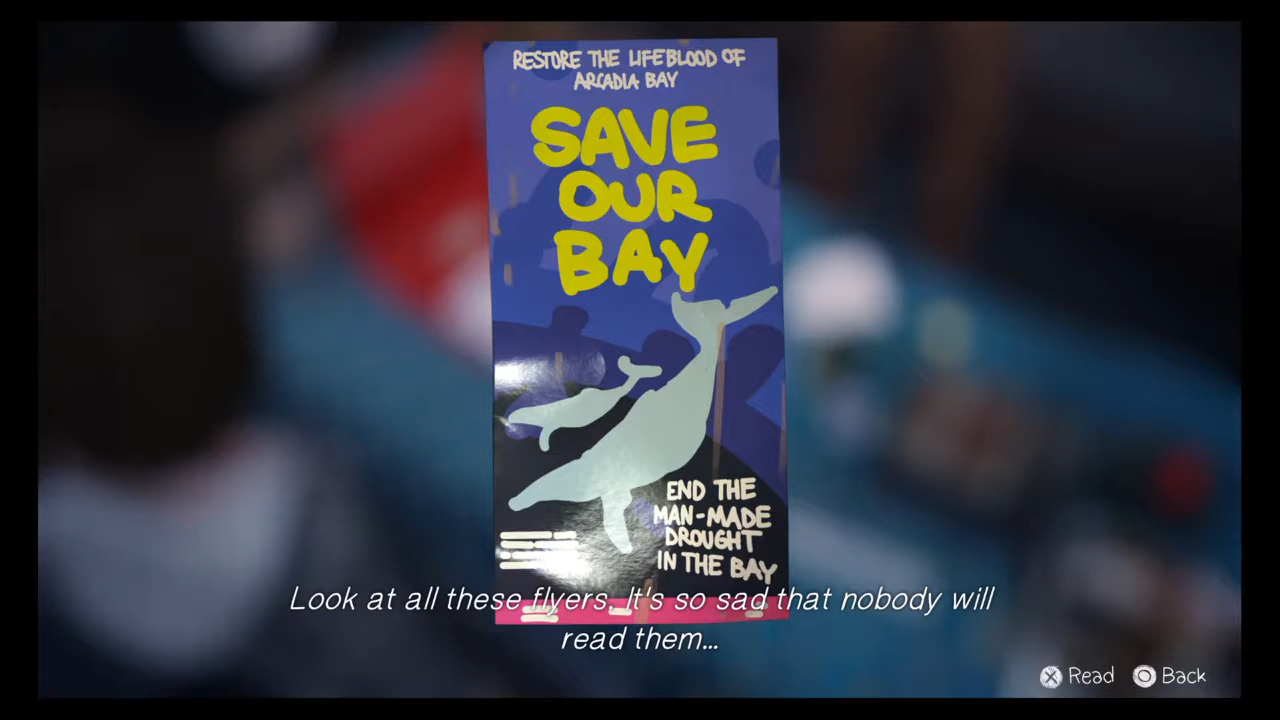 RESTORE THE LIFEBLOOD OF
ARCADIA BAY
SAVE
OUR
BAY
END THE
MAN-MADE
DROUGHT
IN THE BAY
Look at all these flyers. It's so sad that nobody will
read them...
Read
Back